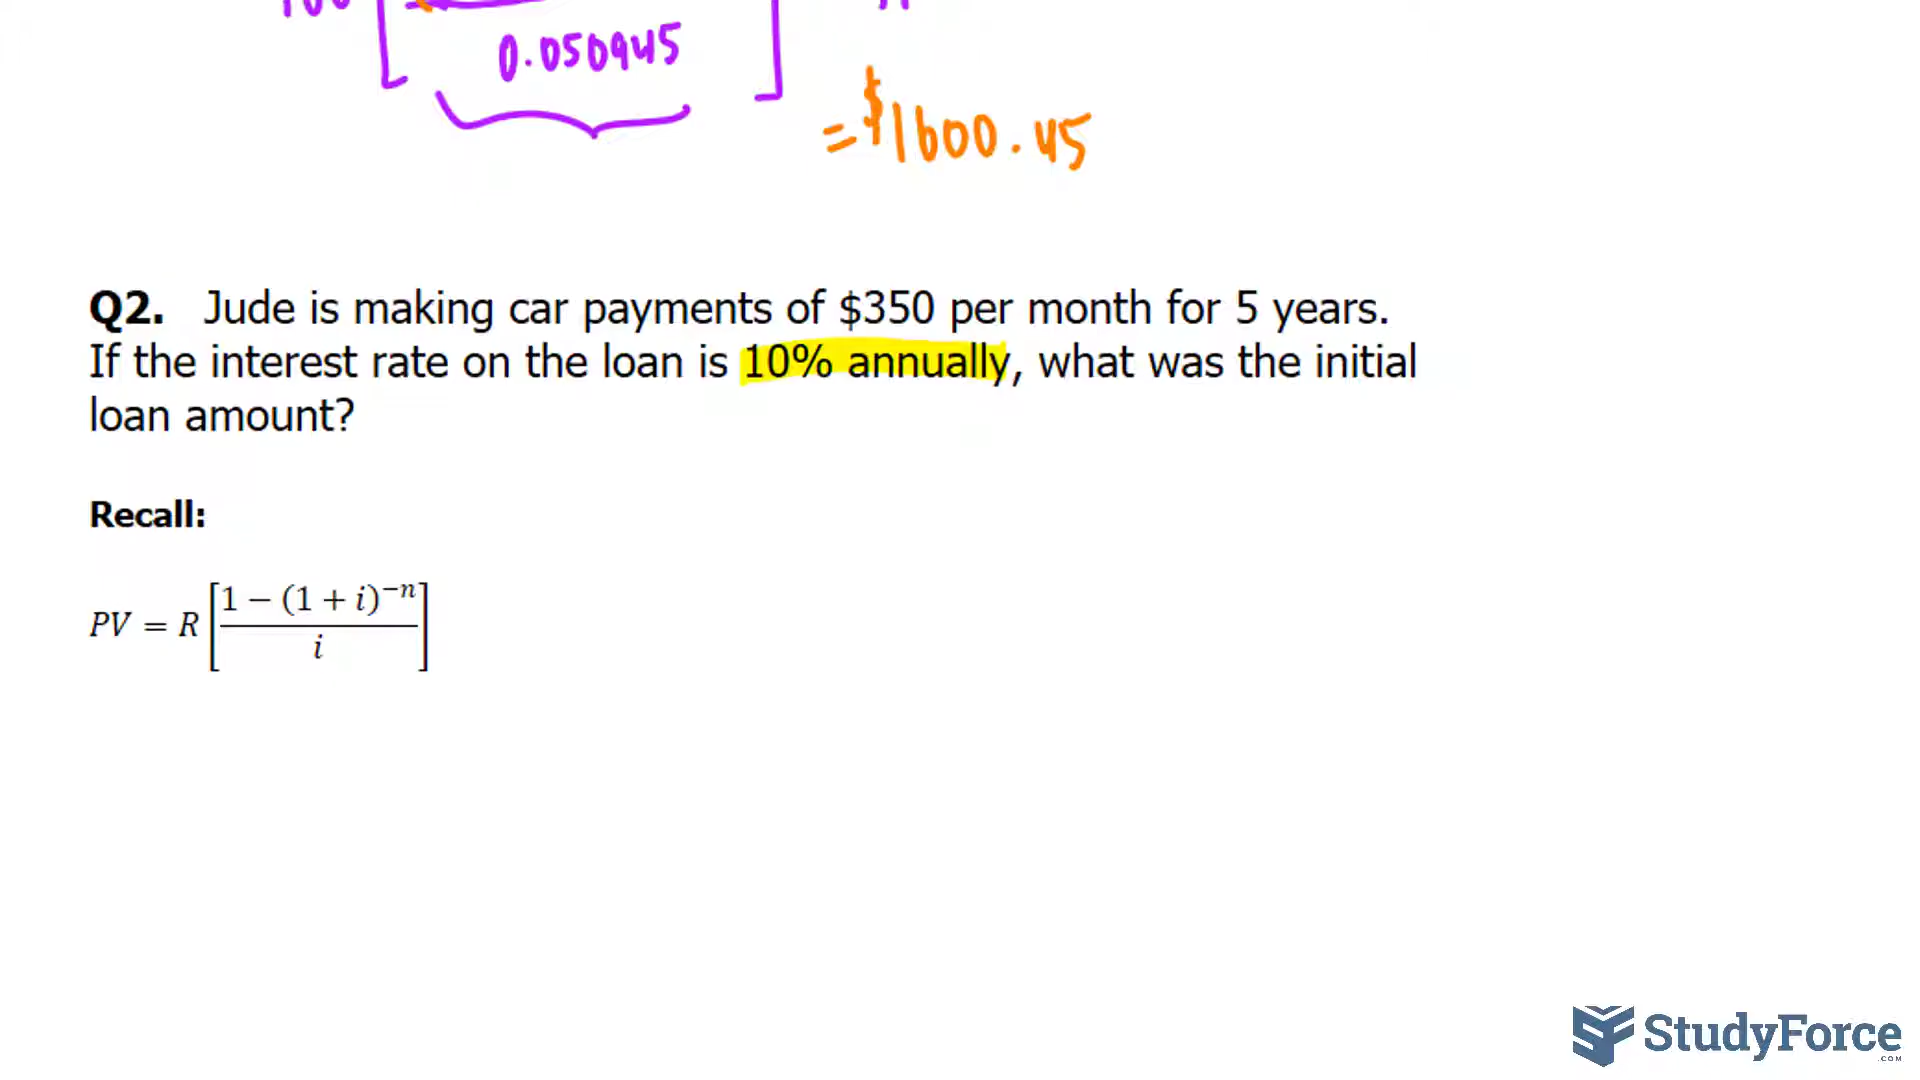 0.050945
= $1600.45
Q2. Jude is making car payments of $350 per month for 5 years.
If the interest rate on the loan is 10% annually, what was the initial
loan amount?
Recall:
PV = R [ 1 − (1 + i)^−n / i ]
StudyForce
.COM